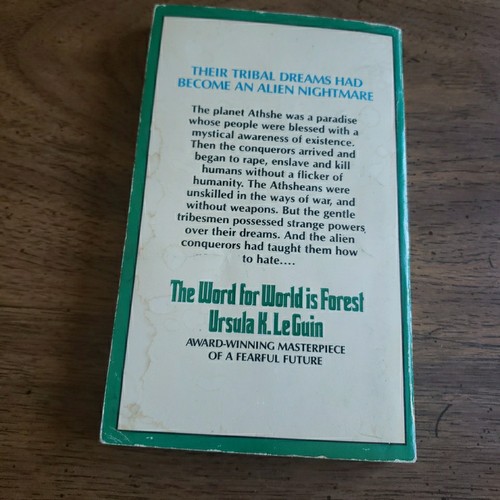 THEIR TRIBAL DREAMS HAD
BECOME AN ALIEN NIGHTMARE
The planet Athshe was a paradise
whose people were blessed with a
mystical awareness of existence.
Then the conquerors arrived and
began to rape, enslave and kill
humans without a flicker of
humanity. The Athsheans were
unskilled in the ways of war, and
without weapons. But the gentle
tribesmen possessed strange powers
over their dreams. And the alien
conquerors had taught them how
to hate....
The Word for World is Forest
Ursula K. Le Guin
AWARD-WINNING MASTERPIECE
OF A FEARFUL FUTURE